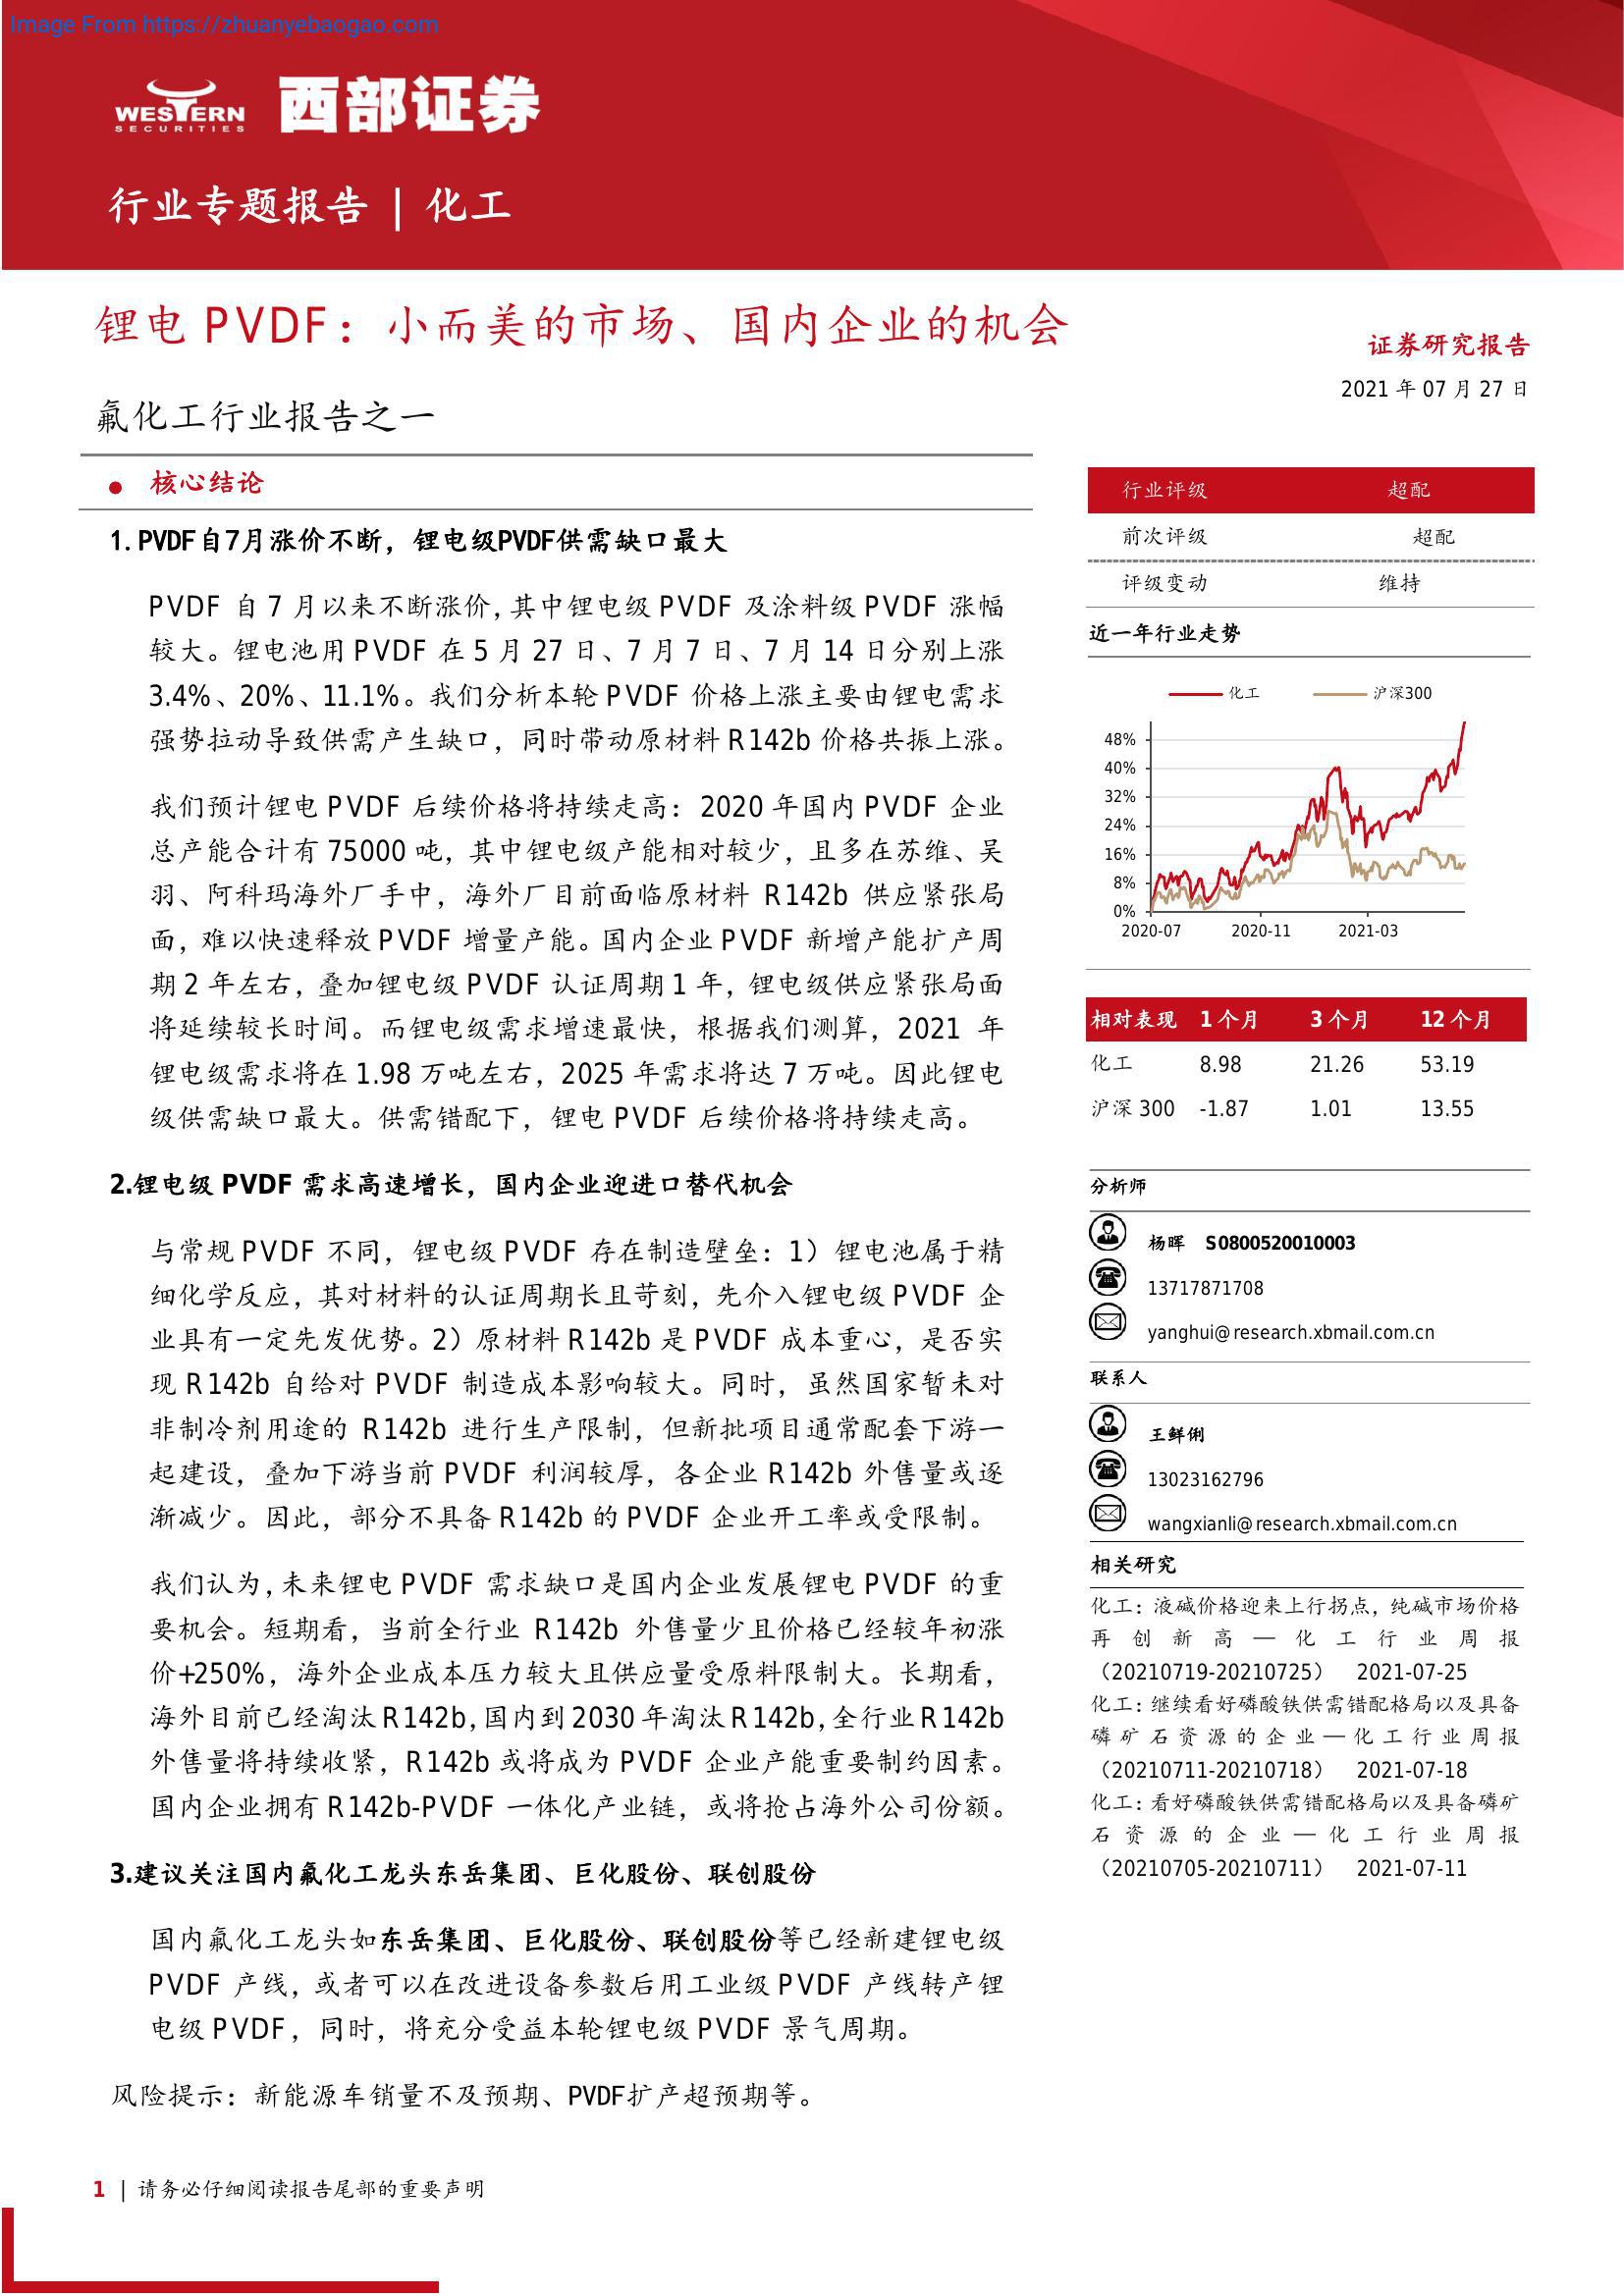 Image From https://zhuanyebaogao.com
WESTERN
SECURITIES
西部证券
行业专题报告 | 化工
锂电 PVDF：小而美的市场、国内企业的机会
氟化工行业报告之一
证券研究报告
2021 年 07 月 27 日
● 核心结论
1. PVDF自7月涨价不断，锂电级PVDF供需缺口最大
PVDF 自 7 月以来不断涨价，其中锂电级 PVDF 及涂料级 PVDF 涨幅
较大。锂电池用 PVDF 在 5 月 27 日、7 月 7 日、7 月 14 日分别上涨
3.4%、20%、11.1%。我们分析本轮 PVDF 价格上涨主要由锂电需求
强势拉动导致供需产生缺口，同时带动原材料 R142b 价格共振上涨。
我们预计锂电 PVDF 后续价格将持续走高：2020 年国内 PVDF 企业
总产能合计有 75000 吨，其中锂电级产能相对较少，且多在苏维、吴
羽、阿科玛海外厂手中，海外厂目前面临原材料 R142b 供应紧张局
面，难以快速释放 PVDF 增量产能。国内企业 PVDF 新增产能扩产周
期 2 年左右，叠加锂电级 PVDF 认证周期 1 年，锂电级供应紧张局面
将延续较长时间。而锂电级需求增速最快，根据我们测算，2021 年
锂电级需求将在 1.98 万吨左右，2025 年需求将达 7 万吨。因此锂电
级供需缺口最大。供需错配下，锂电 PVDF 后续价格将持续走高。
2.锂电级 PVDF 需求高速增长，国内企业迎进口替代机会
与常规 PVDF 不同，锂电级 PVDF 存在制造壁垒：1）锂电池属于精
细化学反应，其对材料的认证周期长且苛刻，先介入锂电级 PVDF 企
业具有一定先发优势。2）原材料 R142b 是 PVDF 成本重心，是否实
现 R142b 自给对 PVDF 制造成本影响较大。同时，虽然国家暂未对
非制冷剂用途的 R142b 进行生产限制，但新批项目通常配套下游一
起建设，叠加下游当前 PVDF 利润较厚，各企业 R142b 外售量或逐
渐减少。因此，部分不具备 R142b 的 PVDF 企业开工率或受限制。
我们认为，未来锂电 PVDF 需求缺口是国内企业发展锂电 PVDF 的重
要机会。短期看，当前全行业 R142b 外售量少且价格已经较年初涨
价+250%，海外企业成本压力较大且供应量受原料限制大。长期看，
海外目前已经淘汰 R142b，国内到 2030 年淘汰 R142b，全行业 R142b
外售量将持续收紧，R142b 或将成为 PVDF 企业产能重要制约因素。
国内企业拥有 R142b-PVDF 一体化产业链，或将抢占海外公司份额。
3.建议关注国内氟化工龙头东岳集团、巨化股份、联创股份
国内氟化工龙头如东岳集团、巨化股份、联创股份等已经新建锂电级
PVDF 产线，或者可以在改进设备参数后用工业级 PVDF 产线转产锂
电级 PVDF，同时，将充分受益本轮锂电级 PVDF 景气周期。
风险提示：新能源车销量不及预期、PVDF扩产超预期等。
行业评级 超配
前次评级 超配
评级变动 维持
近一年行业走势
化工 沪深300
48%
40%
32%
24%
16%
8%
0%
2020-07 2020-11 2021-03
相对表现 1 个月 3 个月 12 个月
化工 8.98 21.26 53.19
沪深 300 -1.87 1.01 13.55
分析师
杨晖 S0800520010003
13717871708
yanghui@research.xbmail.com.cn
联系人
王鲜俐
13023162796
wangxianli@research.xbmail.com.cn
相关研究
化工：液碱价格迎来上行拐点，纯碱市场价格
再创新高—化工行业周报
（20210719-20210725） 2021-07-25
化工：继续看好磷酸铁供需错配格局以及具备
磷矿石资源的企业—化工行业周报
（20210711-20210718） 2021-07-18
化工：看好磷酸铁供需错配格局以及具备磷矿
石资源的企业—化工行业周报
（20210705-20210711） 2021-07-11
1 | 请务必仔细阅读报告尾部的重要声明